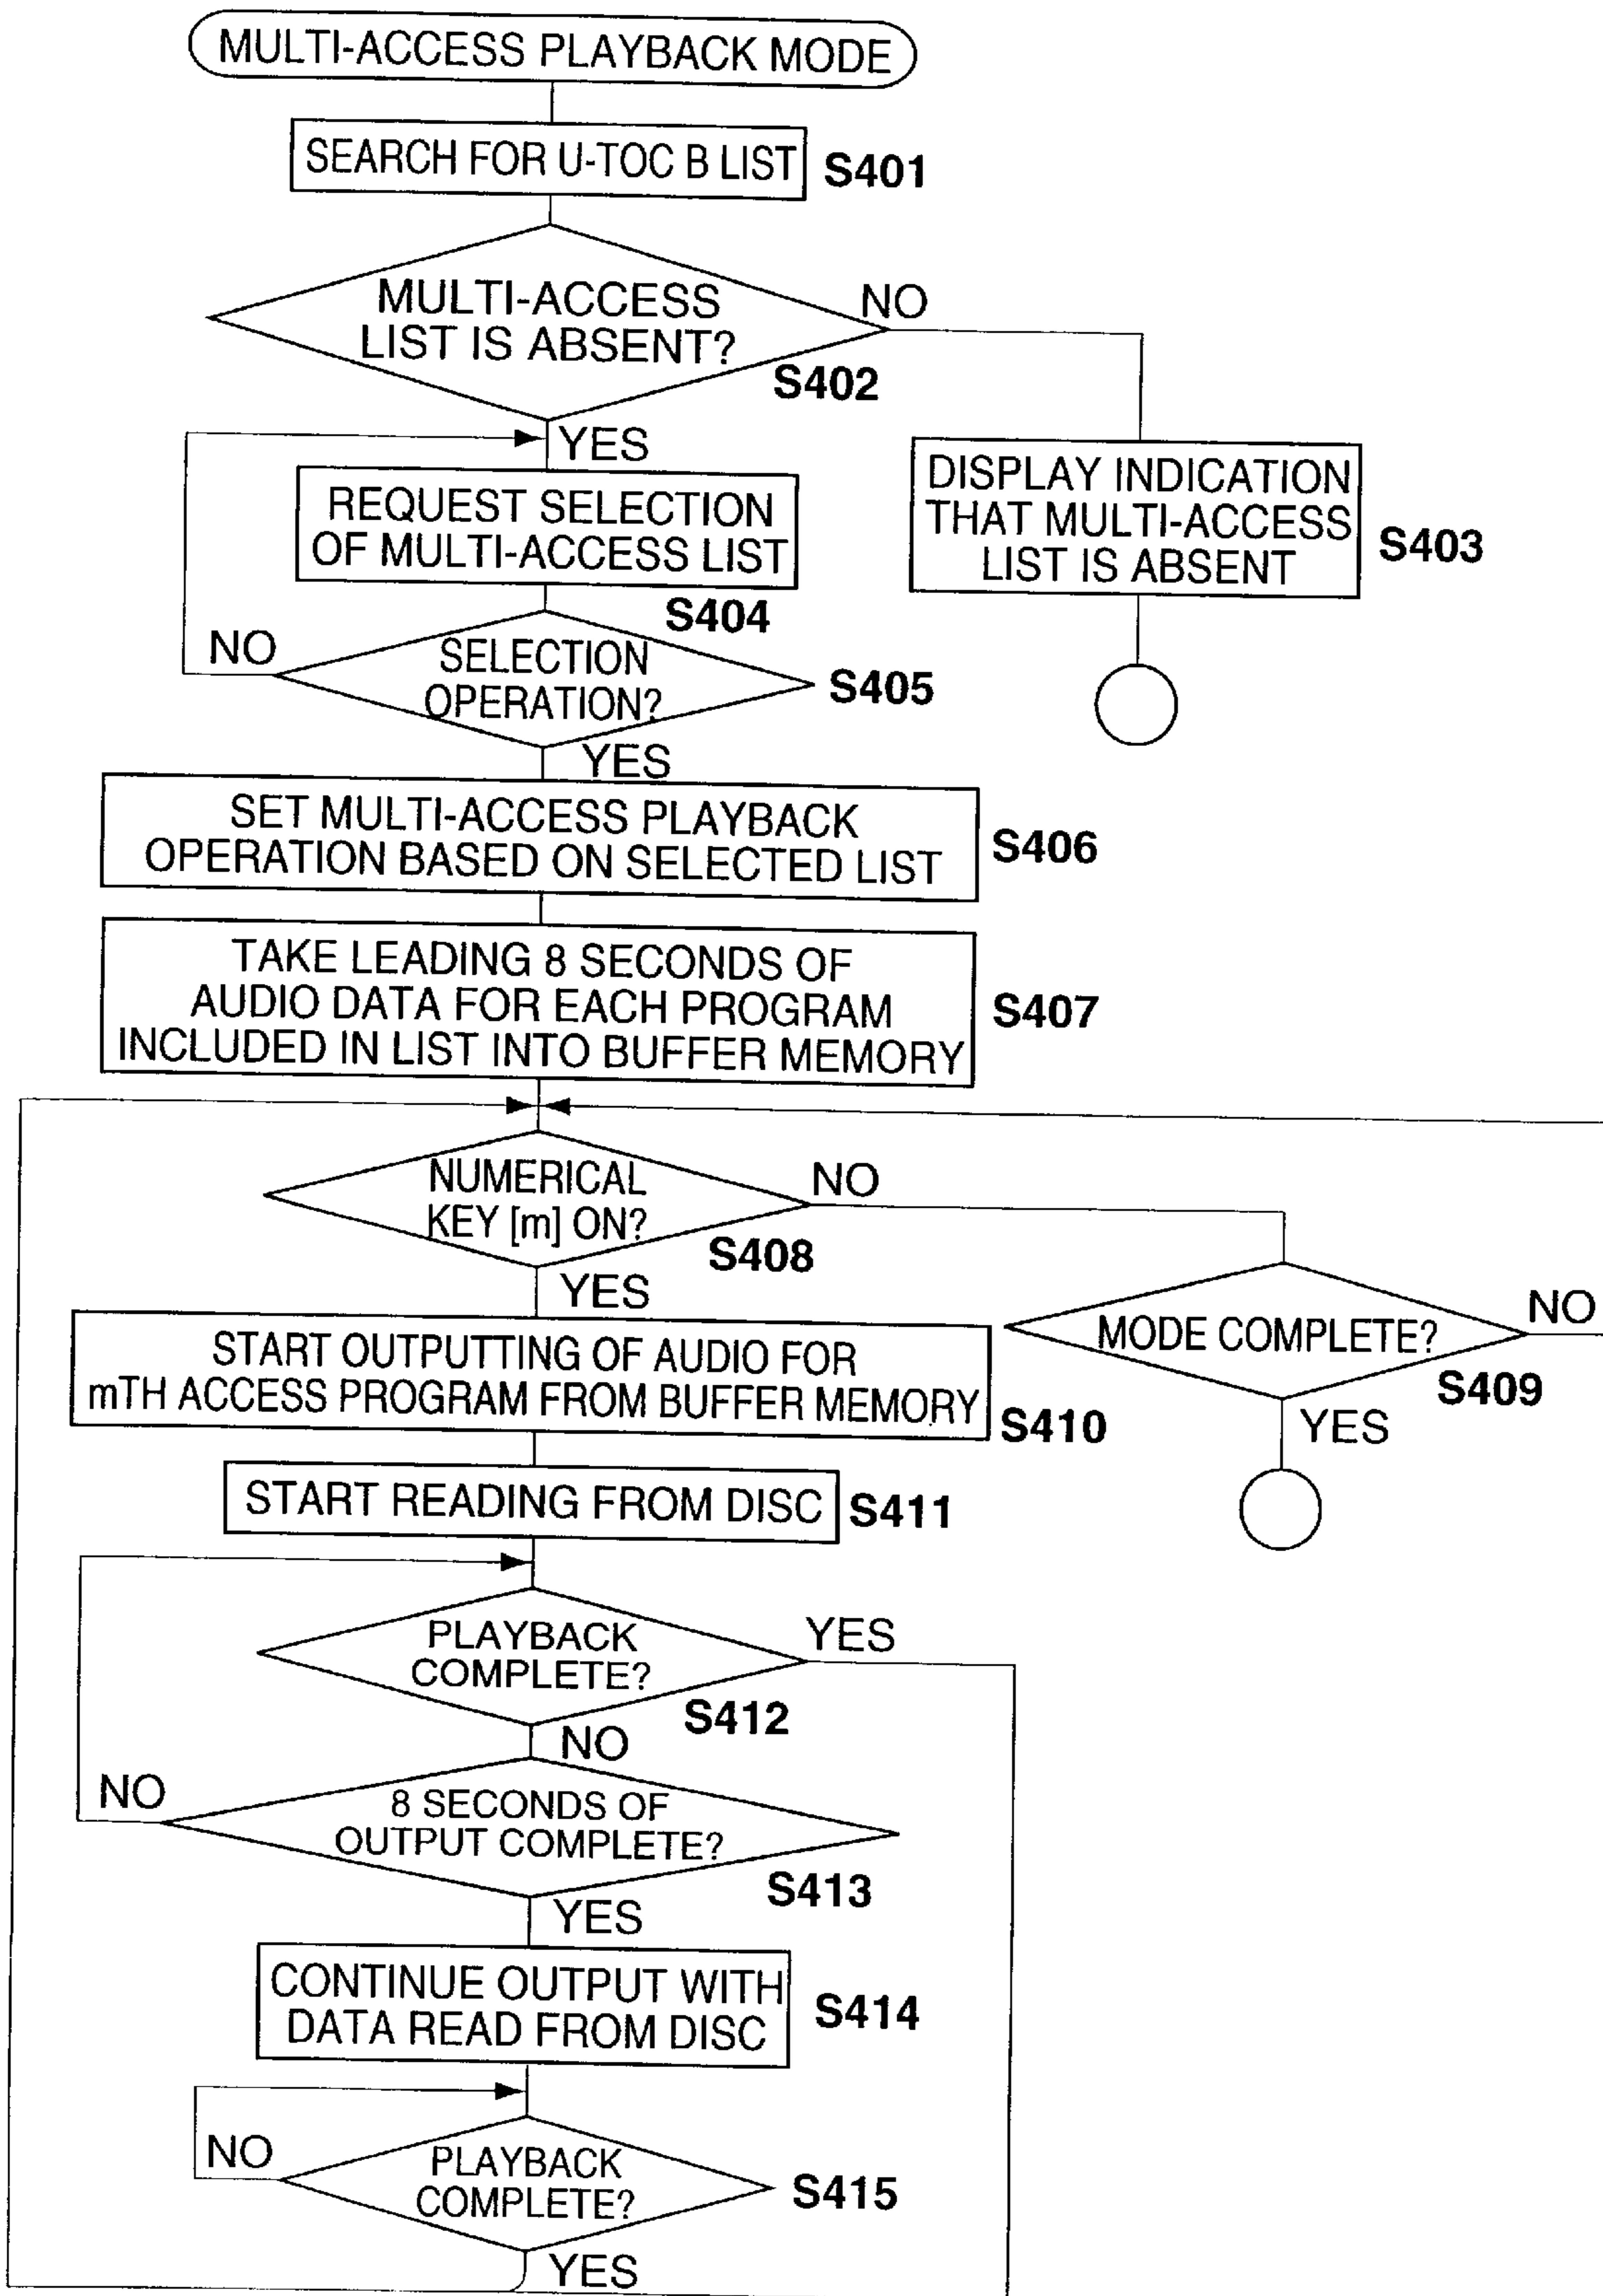 MULTI-ACCESS PLAYBACK MODE
SEARCH FOR U-TOC B LIST
S401
MULTI-ACCESS
LIST IS ABSENT?
NO
S402
YES
REQUEST SELECTION
OF MULTI-ACCESS LIST
S404
DISPLAY INDICATION
THAT MULTI-ACCESS
LIST IS ABSENT
S403
NO
SELECTION
OPERATION?
S405
YES
SET MULTI-ACCESS PLAYBACK
OPERATION BASED ON SELECTED LIST
S406
TAKE LEADING 8 SECONDS OF
AUDIO DATA FOR EACH PROGRAM
INCLUDED IN LIST INTO BUFFER MEMORY
S407
NUMERICAL
KEY [m] ON?
NO
S408
YES
MODE COMPLETE?
NO
S409
YES
START OUTPUTTING OF AUDIO FOR
mTH ACCESS PROGRAM FROM BUFFER MEMORY
S410
START READING FROM DISC
S411
PLAYBACK
COMPLETE?
YES
S412
NO
NO
8 SECONDS OF
OUTPUT COMPLETE?
S413
YES
CONTINUE OUTPUT WITH
DATA READ FROM DISC
S414
NO
PLAYBACK
COMPLETE?
S415
YES